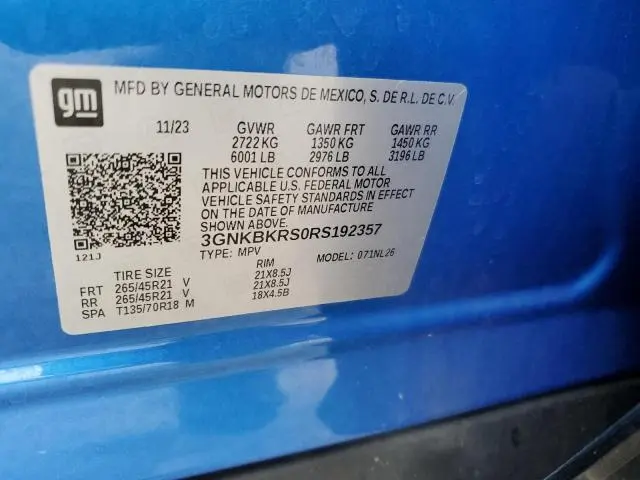 gm
MFD BY GENERAL MOTORS DE MEXICO, S. DE R.L. DE C.V.
11/23 GVWR GAWR FRT GAWR RR
2722 KG 1350 KG 1450 KG
6001 LB 2976 LB 3196 LB
THIS VEHICLE CONFORMS TO ALL
APPLICABLE U.S. FEDERAL MOTOR
VEHICLE SAFETY STANDARDS IN EFFECT
ON THE DATE OF MANUFACTURE
SHOWN ABOVE.
3GNKBKRS0RS192357
121J TYPE: MPV MODEL: 071NL26
TIRE SIZE RIM
FRT 265/45R21 V 21X8.5J
RR 265/45R21 V 21X8.5J
SPA T135/70R18 M 18X4.5B